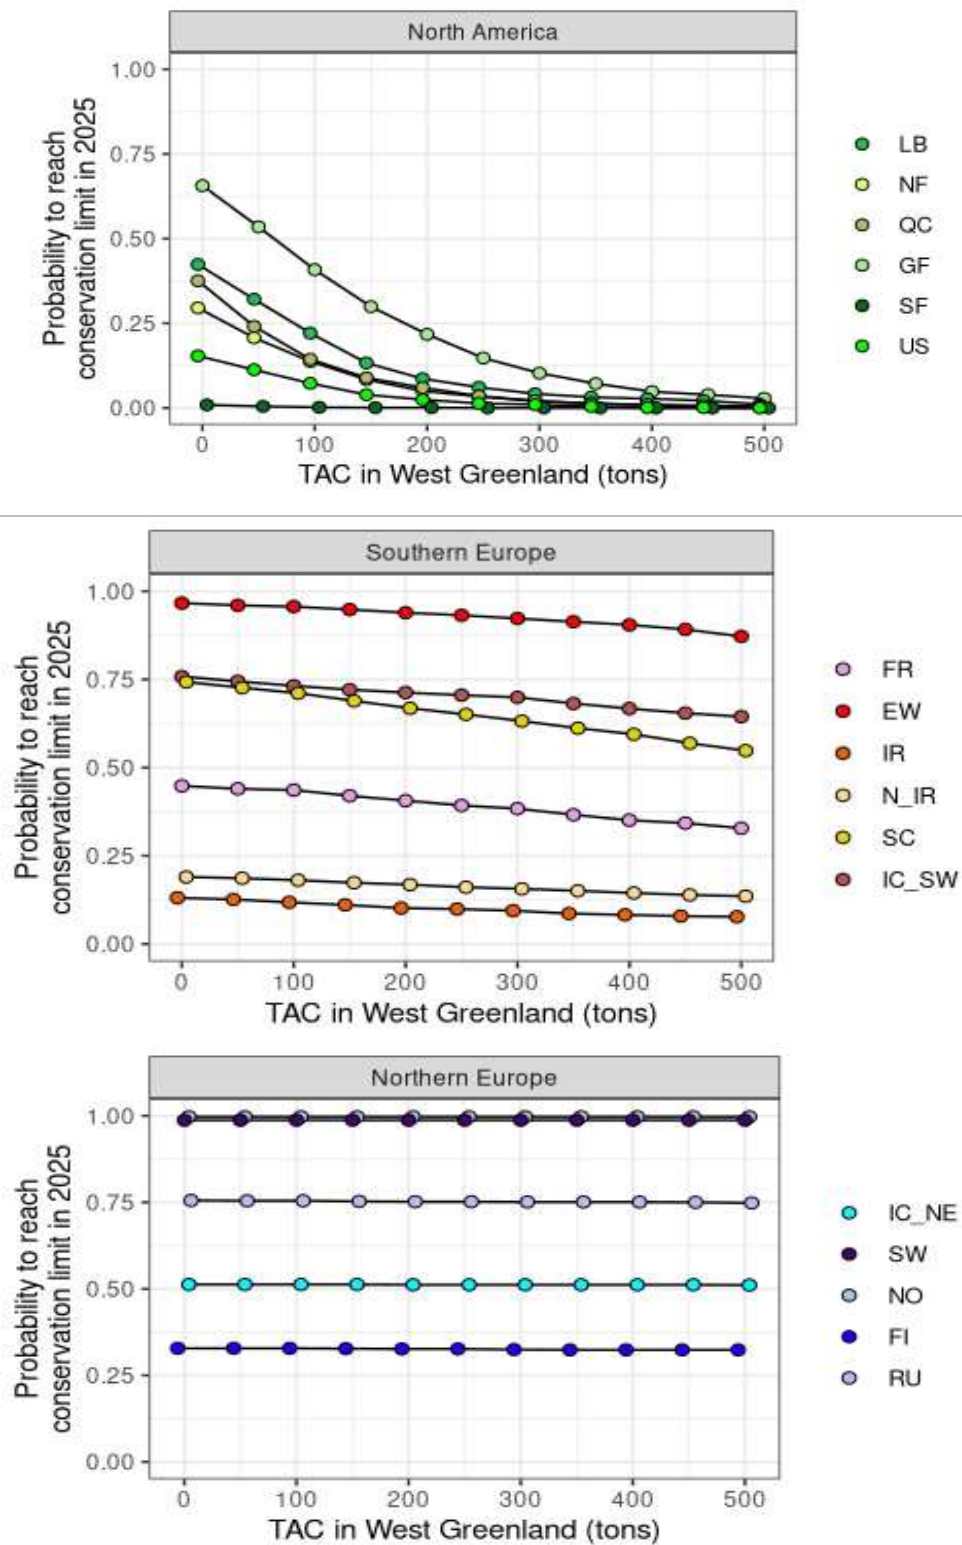 North America
1.00
0.75
0.50
0.25
0.00
Probability to reach
conservation limit in 2025
0 100 200 300 400 500
TAC in West Greenland (tons)
LB
NF
QC
GF
SF
US
Southern Europe
1.00
0.75
0.50
0.25
0.00
Probability to reach
conservation limit in 2025
0 100 200 300 400 500
TAC in West Greenland (tons)
FR
EW
IR
N_IR
SC
IC_SW
Northern Europe
1.00
0.75
0.50
0.25
0.00
Probability to reach
conservation limit in 2025
0 100 200 300 400 500
TAC in West Greenland (tons)
IC_NE
SW
NO
FI
RU